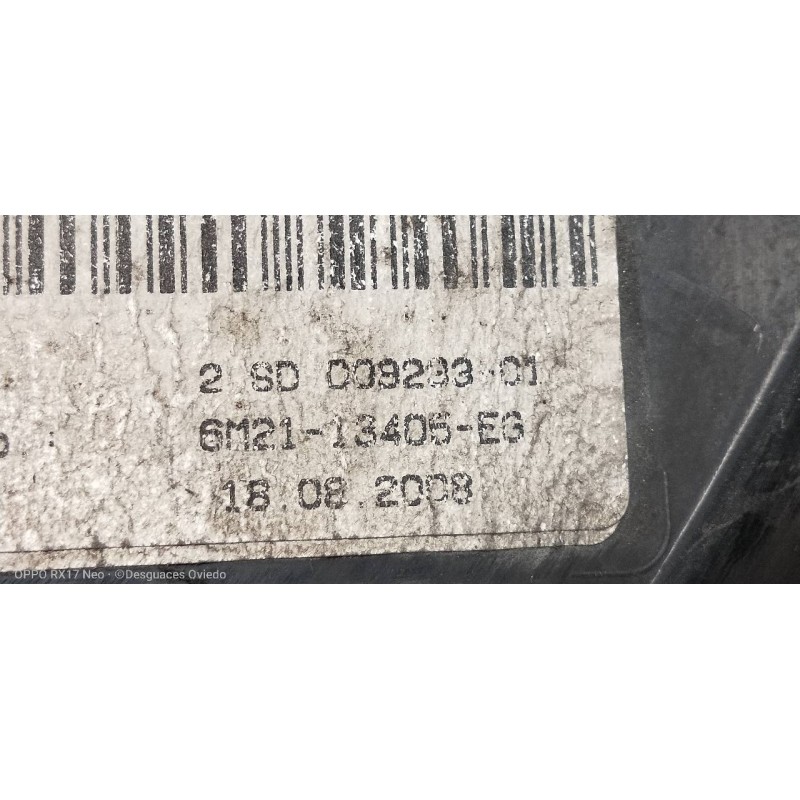 2 SD 009233-01
6M21-13405-EG
18.08.2008
OPPO RX17 Neo · ©Desguaces Oviedo